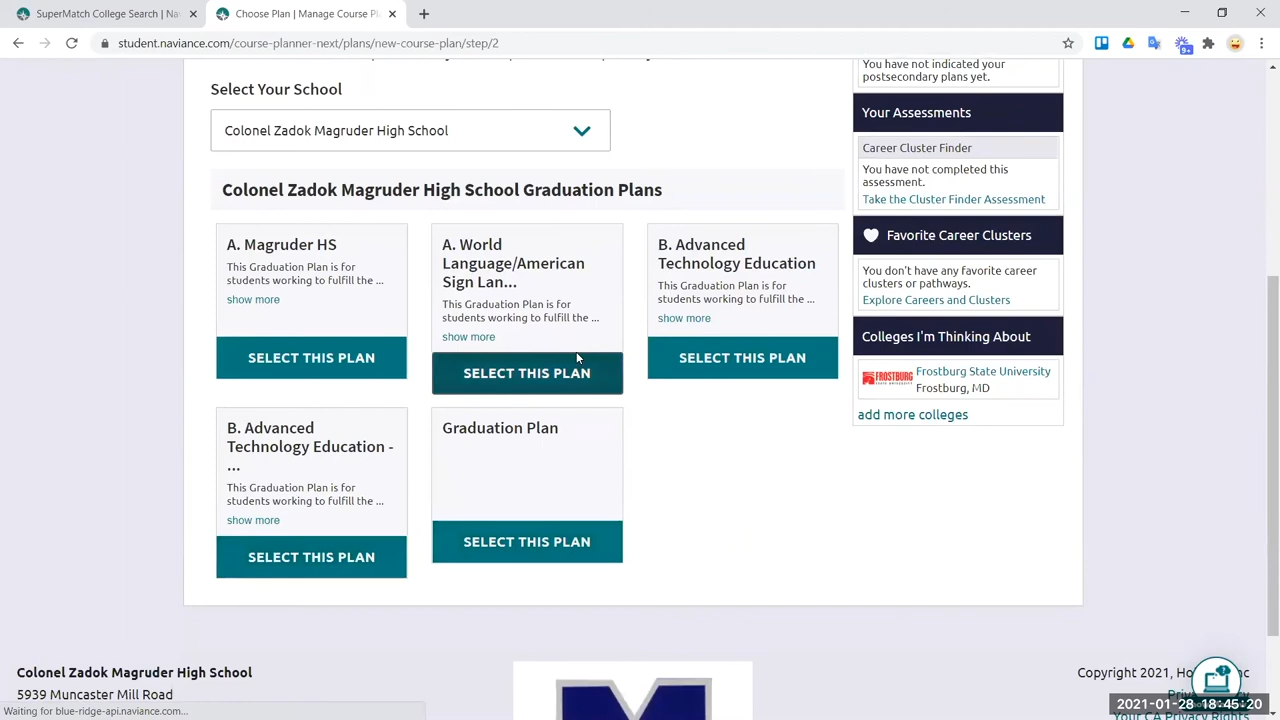 SuperMatch College Search | Navi
Choose Plan | Manage Course Pl
student.naviance.com/course-planner-next/plans/new-course-plan/step/2
9+
Select Your School
Colonel Zadok Magruder High School
Colonel Zadok Magruder High School Graduation Plans
A. Magruder HS
This Graduation Plan is for
students working to fulfill the ...
show more
SELECT THIS PLAN
A. World
Language/American
Sign Lan...
This Graduation Plan is for
students working to fulfill the ...
show more
SELECT THIS PLAN
B. Advanced
Technology Education
This Graduation Plan is for
students working to fulfill the ...
show more
SELECT THIS PLAN
B. Advanced
Technology Education -
...
This Graduation Plan is for
students working to fulfill the ...
show more
SELECT THIS PLAN
Graduation Plan
SELECT THIS PLAN
You have not indicated your
postsecondary plans yet.
Your Assessments
Career Cluster Finder
You have not completed this
assessment.
Take the Cluster Finder Assessment
Favorite Career Clusters
You don't have any favorite career
clusters or pathways.
Explore Careers and Clusters
Colleges I'm Thinking About
FROSTBURG
Frostburg State University
Frostburg, MD
add more colleges
Colonel Zadok Magruder High School
5939 Muncaster Mill Road
Waiting for blue-ridge-api.naviance.com...
M
Copyright 2021,
2021-01-28 18:45:20
Your CA Privacy Rights